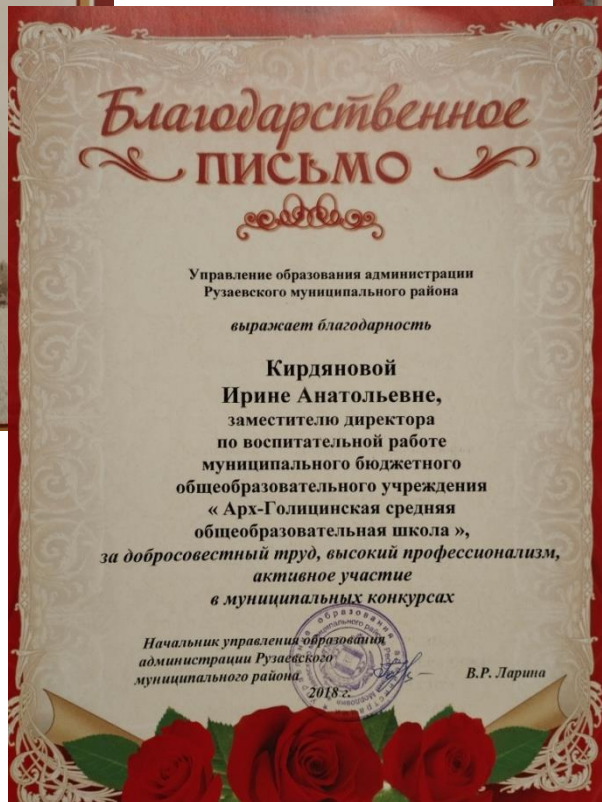 Благодарственное
ПИСЬМО
Управление образования администрации
Рузаевского муниципального района
выражает благодарность
Кирдяновой
Ирине Анатольевне,
заместителю директора
по воспитательной работе
муниципального бюджетного
общеобразовательного учреждения
« Арх-Голицинская средняя
общеобразовательная школа »,
за добросовестный труд, высокий профессионализм,
активное участие
в муниципальных конкурсах
Начальник управления образования
администрации Рузаевского
муниципального района
В.Р. Ларина
2018 г.